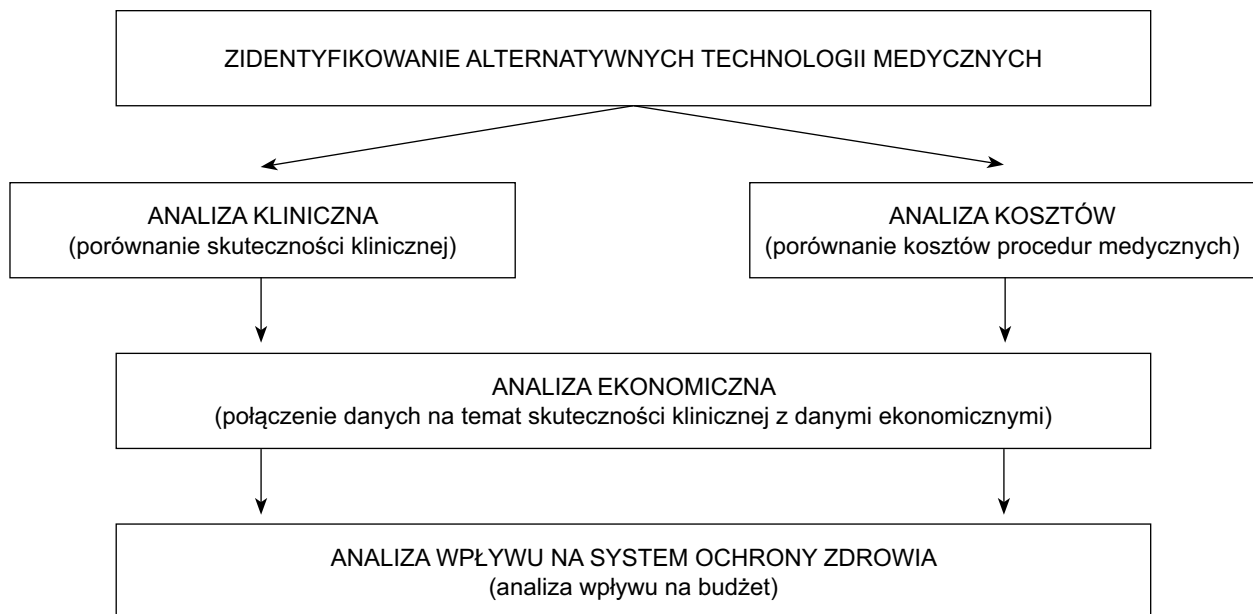 ZIDENTYFIKOWANIE ALTERNATYWNYCH TECHNOLOGII MEDYCZNYCH
ANALIZA KLINICZNA
(porównanie skuteczności klinicznej)
ANALIZA KOSZTÓW
(porównanie kosztów procedur medycznych)
ANALIZA EKONOMICZNA
(połączenie danych na temat skuteczności klinicznej z danymi ekonomicznymi)
ANALIZA WPŁYWU NA SYSTEM OCHRONY ZDROWIA
(analiza wpływu na budżet)